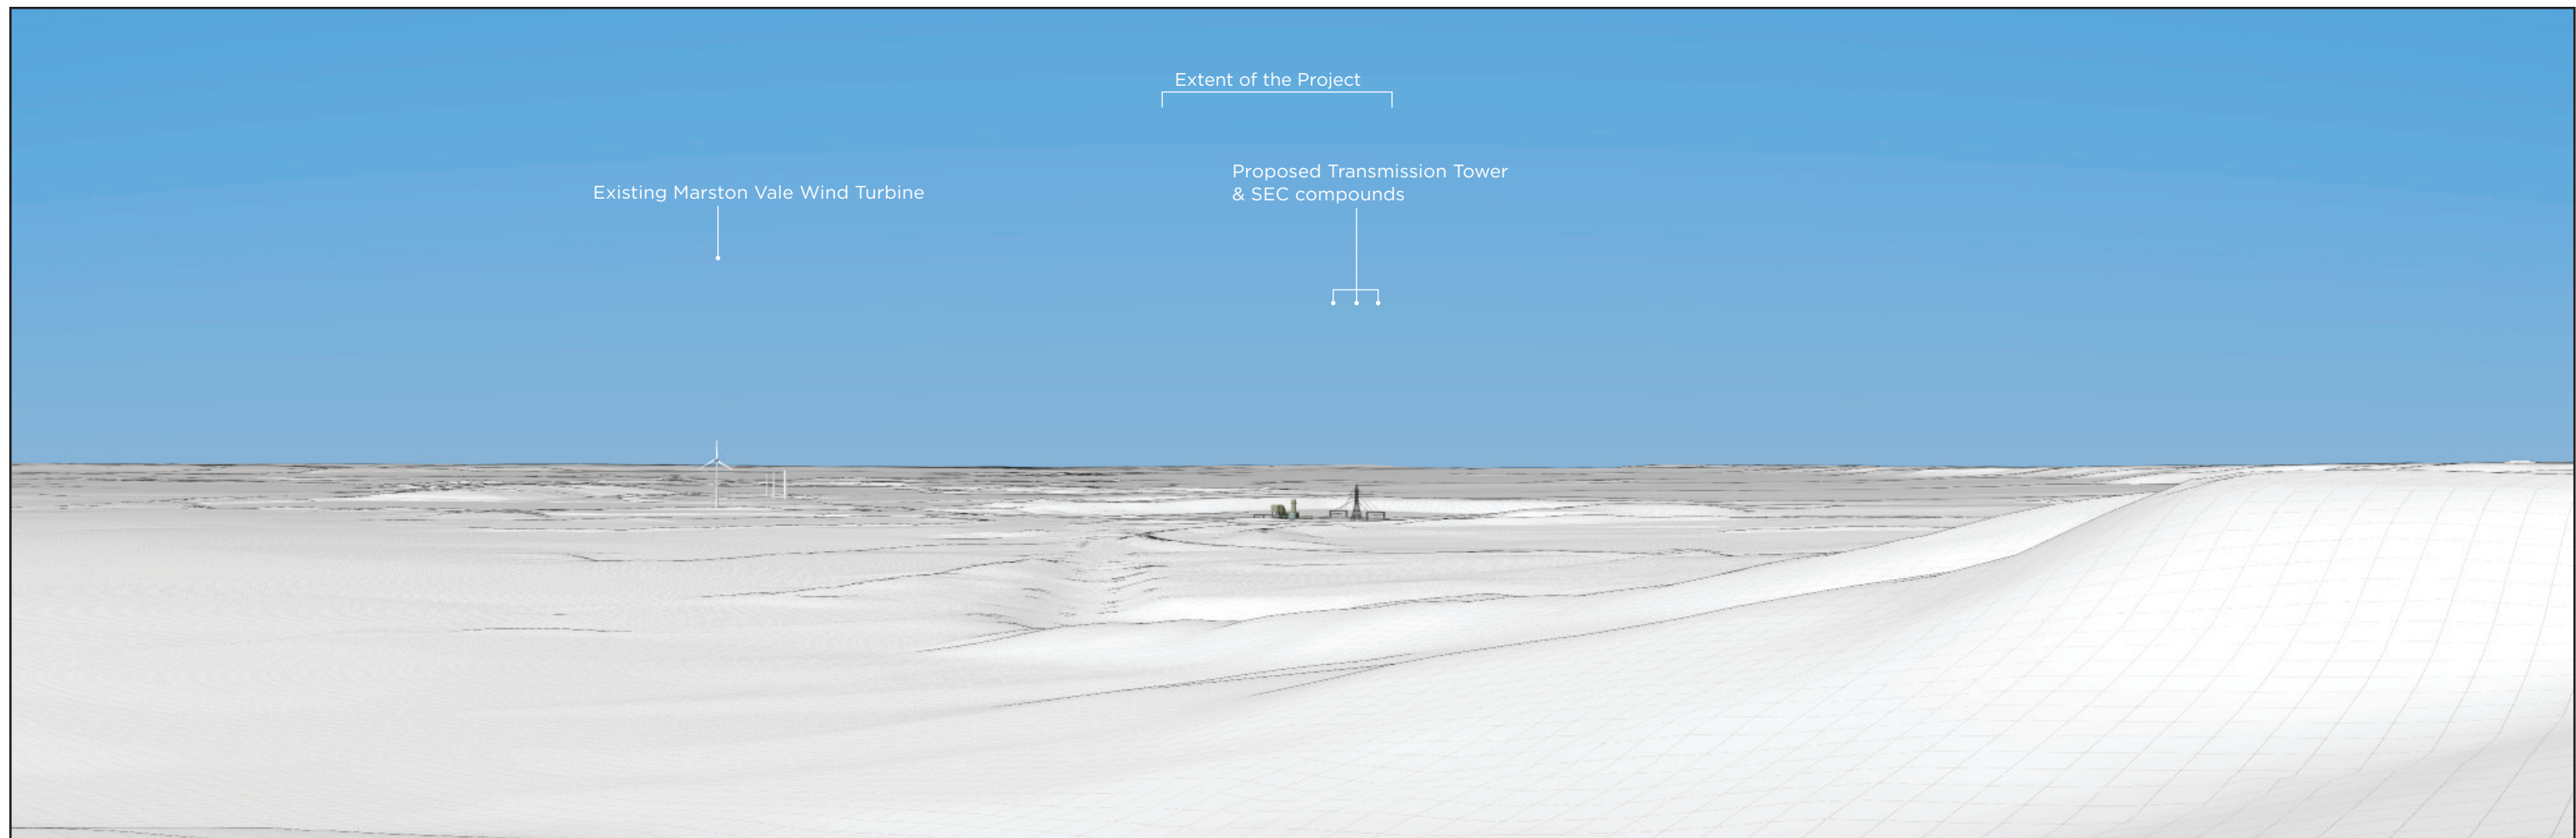 Extent of the Project
Proposed Transmission Tower
& SEC compounds
Existing Marston Vale Wind Turbine